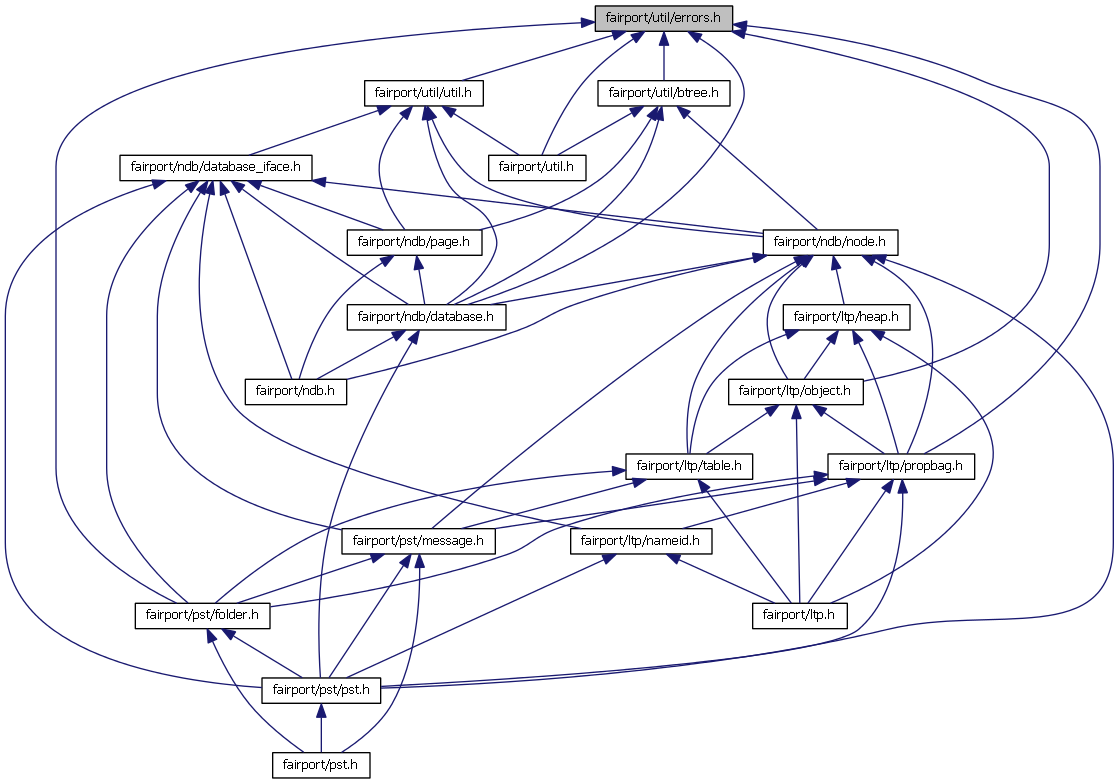 fairport/util/errors.h
fairport/util/util.h
fairport/util/btree.h
fairport/ndb/database_iface.h
fairport/util.h
fairport/ndb/page.h
fairport/ndb/node.h
fairport/ndb/database.h
fairport/ltp/heap.h
fairport/ndb.h
fairport/ltp/object.h
fairport/ltp/table.h
fairport/ltp/propbag.h
fairport/pst/message.h
fairport/ltp/nameid.h
fairport/pst/folder.h
fairport/ltp.h
fairport/pst/pst.h
fairport/pst.h